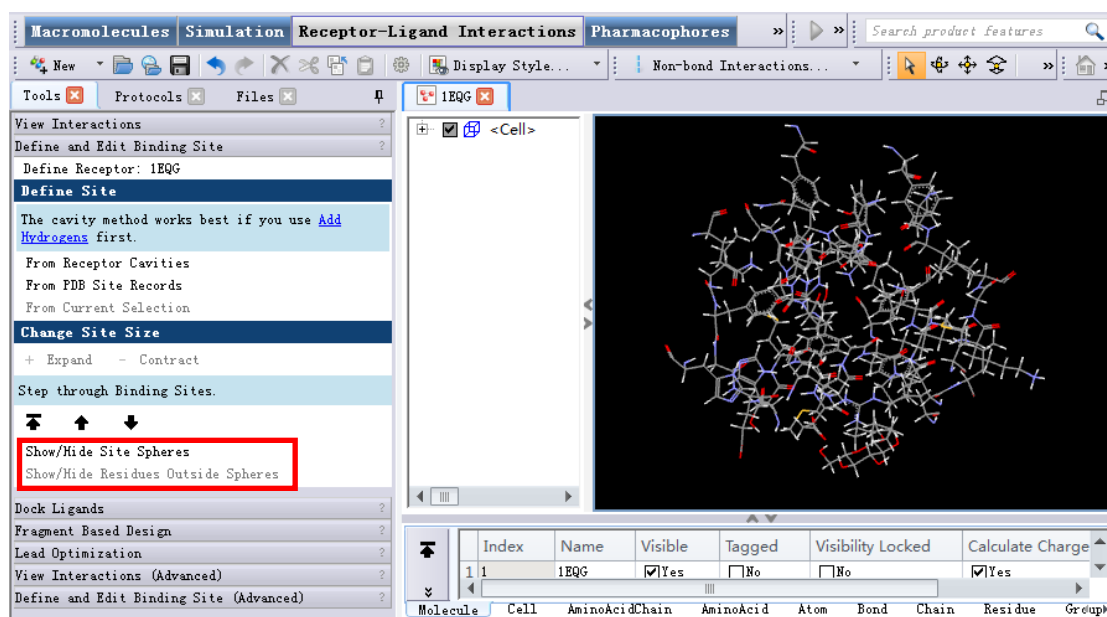 Macromolecules Simulation Receptor-Ligand Interactions Pharmacophores » » Search product features
New Display Style... Non-bond Interactions... »
Tools Protocols Files 1EQG
View Interactions ?
Define and Edit Binding Site ?
Define Receptor: 1EQG
Define Site
The cavity method works best if you use Add
Hydrogens first.
From Receptor Cavities
From PDB Site Records
From Current Selection
Change Site Size
+ Expand - Contract
Step through Binding Sites.
Show/Hide Site Spheres
Show/Hide Residues Outside Spheres
Dock Ligands ?
Fragment Based Design ?
Lead Optimization ?
View Interactions (Advanced) ?
Define and Edit Binding Site (Advanced) ?
<Cell>
Index Name Visible Tagged Visibility Locked Calculate Charge
1 1 1EQG Yes No No Yes
Molecule Cell AminoAcidChain AminoAcid Atom Bond Chain Residue Group